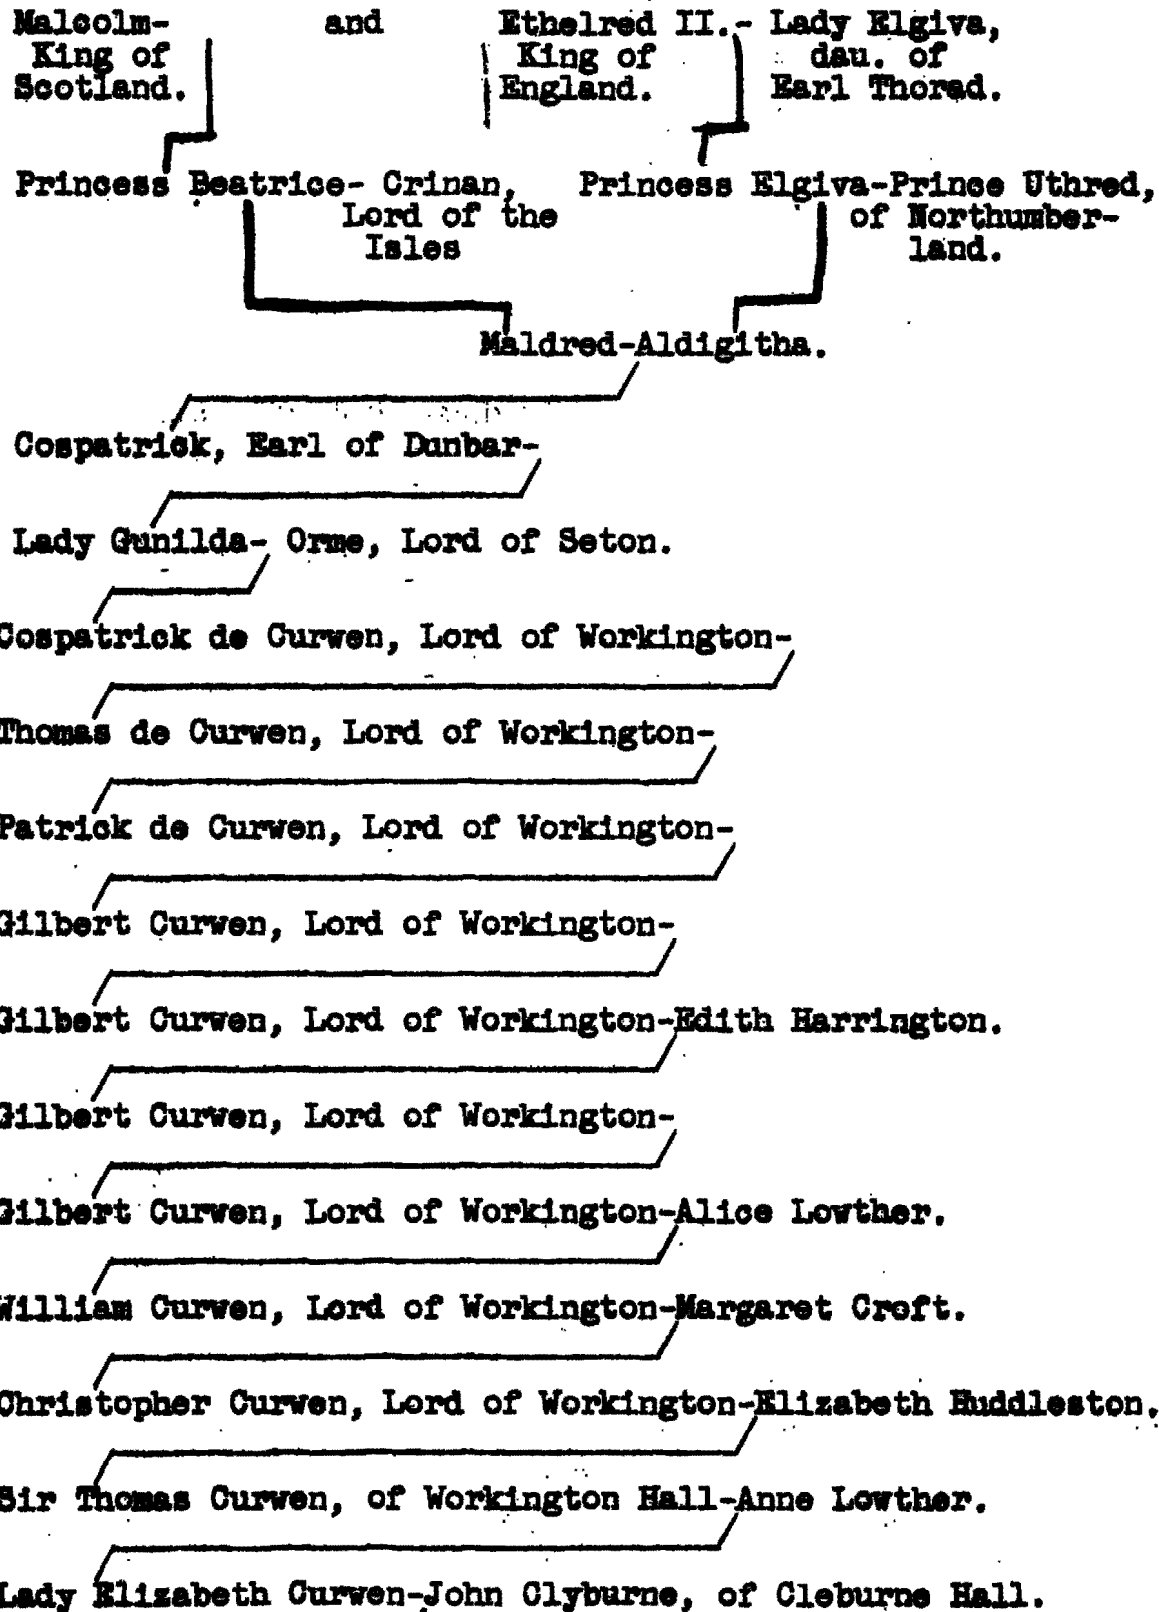 Malcolm- and Ethelred II.- Lady Elgiva,
King of King of dau. of
Scotland. England. Earl Thored.
Princess Beatrice- Crinan, Princess Elgiva-Prince Uthred,
Lord of the of Northumber-
Isles land.
Maldred-Aldigitha.
Cospatrick, Earl of Dunbar-
Lady Gunilda- Orme, Lord of Seton.
Cospatrick de Curwen, Lord of Workington-
Thomas de Curwen, Lord of Workington-
Patrick de Curwen, Lord of Workington-
Gilbert Curwen, Lord of Workington-
Gilbert Curwen, Lord of Workington-Edith Harrington.
Gilbert Curwen, Lord of Workington-
Gilbert Curwen, Lord of Workington-Alice Lowther.
William Curwen, Lord of Workington-Margaret Croft.
Christopher Curwen, Lord of Workington-Elizabeth Huddleston.
Sir Thomas Curwen, of Workington Hall-Anne Lowther.
Lady Elizabeth Curwen-John Clyburne, of Cleburne Hall.